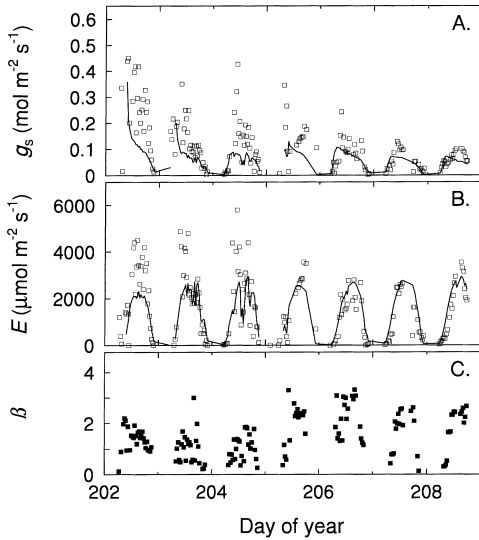 A.
0.6
0.5
0.4
0.3
0.2
0.1
0
gs (mol m-2 s-1)
B.
6000
4000
2000
0
E (µmol m-2 s-1)
C.
4
2
0
ß
202 204 206 208
Day of year